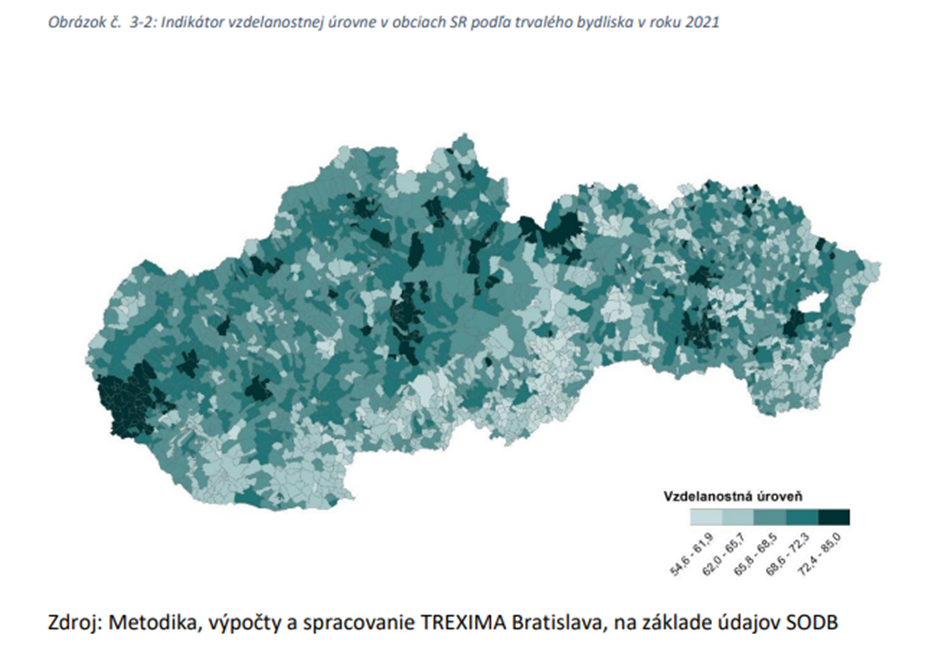 Obrázok č. 3-2: Indikátor vzdelanostnej úrovne v obciach SR podľa trvalého bydliska v roku 2021
Vzdelanostná úroveň
54,6 - 61,9
62,0 - 65,7
65,8 - 68,5
68,6 - 72,3
72,4 - 85,0
Zdroj: Metodika, výpočty a spracovanie TREXIMA Bratislava, na základe údajov SODB